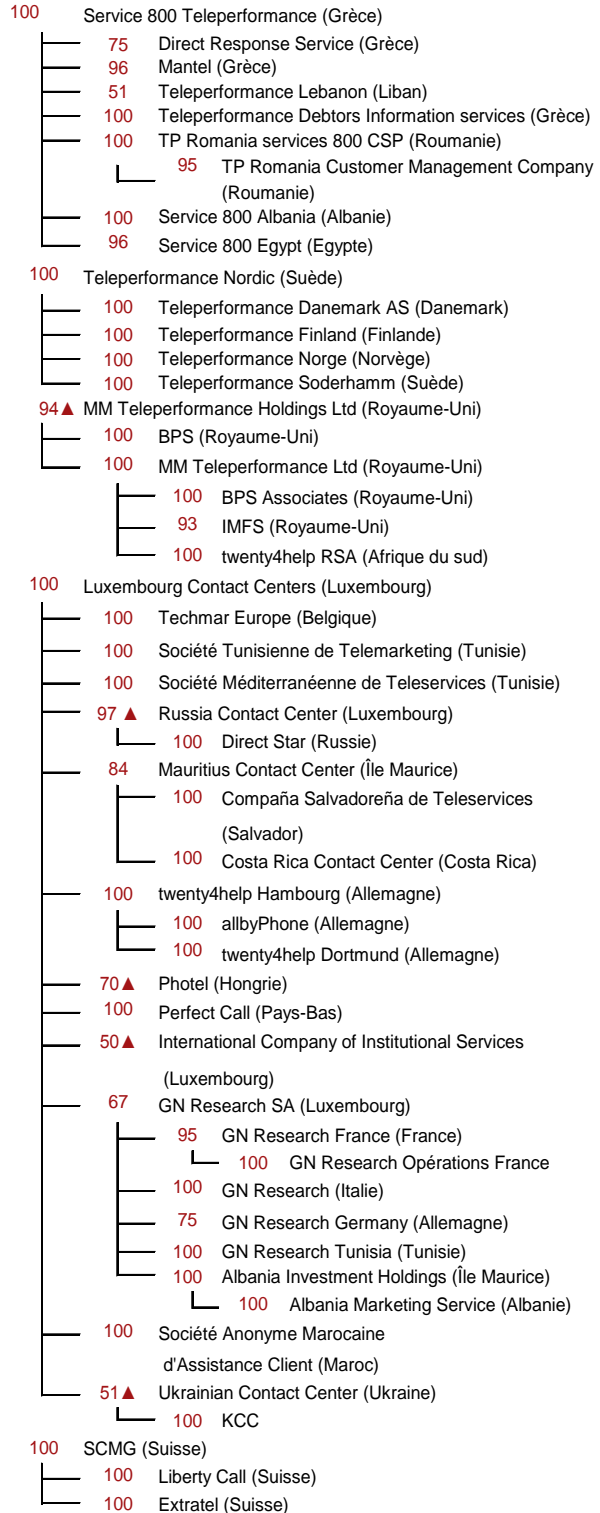 100 Service 800 Teleperformance (Grèce)
75 Direct Response Service (Grèce)
96 Mantel (Grèce)
51 Teleperformance Lebanon (Liban)
100 Teleperformance Debtors Information services (Grèce)
100 TP Romania services 800 CSP (Roumanie)
95 TP Romania Customer Management Company
(Roumanie)
100 Service 800 Albania (Albanie)
96 Service 800 Egypt (Egypte)
100 Teleperformance Nordic (Suède)
100 Teleperformance Danemark AS (Danemark)
100 Teleperformance Finland (Finlande)
100 Teleperformance Norge (Norvège)
100 Teleperformance Soderhamm (Suède)
94▲ MM Teleperformance Holdings Ltd (Royaume-Uni)
100 BPS (Royaume-Uni)
100 MM Teleperformance Ltd (Royaume-Uni)
100 BPS Associates (Royaume-Uni)
93 IMFS (Royaume-Uni)
100 twenty4help RSA (Afrique du sud)
100 Luxembourg Contact Centers (Luxembourg)
100 Techmar Europe (Belgique)
100 Société Tunisienne de Telemarketing (Tunisie)
100 Société Méditerranéenne de Teleservices (Tunisie)
97 ▲ Russia Contact Center (Luxembourg)
100 Direct Star (Russie)
84 Mauritius Contact Center (Île Maurice)
100 Compaña Salvadoreña de Teleservices
(Salvador)
100 Costa Rica Contact Center (Costa Rica)
100 twenty4help Hambourg (Allemagne)
100 allbyPhone (Allemagne)
100 twenty4help Dortmund (Allemagne)
70▲ Photel (Hongrie)
100 Perfect Call (Pays-Bas)
50▲ International Company of Institutional Services
(Luxembourg)
67 GN Research SA (Luxembourg)
95 GN Research France (France)
100 GN Research Opérations France
100 GN Research (Italie)
75 GN Research Germany (Allemagne)
100 GN Research Tunisia (Tunisie)
100 Albania Investment Holdings (Île Maurice)
100 Albania Marketing Service (Albanie)
100 Société Anonyme Marocaine
d'Assistance Client (Maroc)
51▲ Ukrainian Contact Center (Ukraine)
100 KCC
100 SCMG (Suisse)
100 Liberty Call (Suisse)
100 Extratel (Suisse)